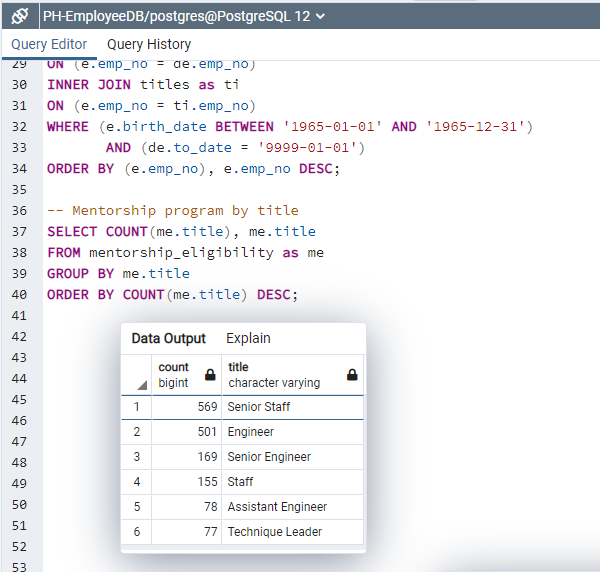 PH-EmployeeDB/postgres@PostgreSQL 12
Query Editor Query History
29 ON (e.emp_no = de.emp_no)
30 INNER JOIN titles as ti
31 ON (e.emp_no = ti.emp_no)
32 WHERE (e.birth_date BETWEEN '1965-01-01' AND '1965-12-31')
33 AND (de.to_date = '9999-01-01')
34 ORDER BY (e.emp_no), e.emp_no DESC;
35
36 -- Mentorship program by title
37 SELECT COUNT(me.title), me.title
38 FROM mentorship_eligibility as me
39 GROUP BY me.title
40 ORDER BY COUNT(me.title) DESC;
41
42
43
44
45
46
47
48
49
50
51
52
53
Data Output Explain
count title
bigint character varying
1 569 Senior Staff
2 501 Engineer
3 169 Senior Engineer
4 155 Staff
5 78 Assistant Engineer
6 77 Technique Leader